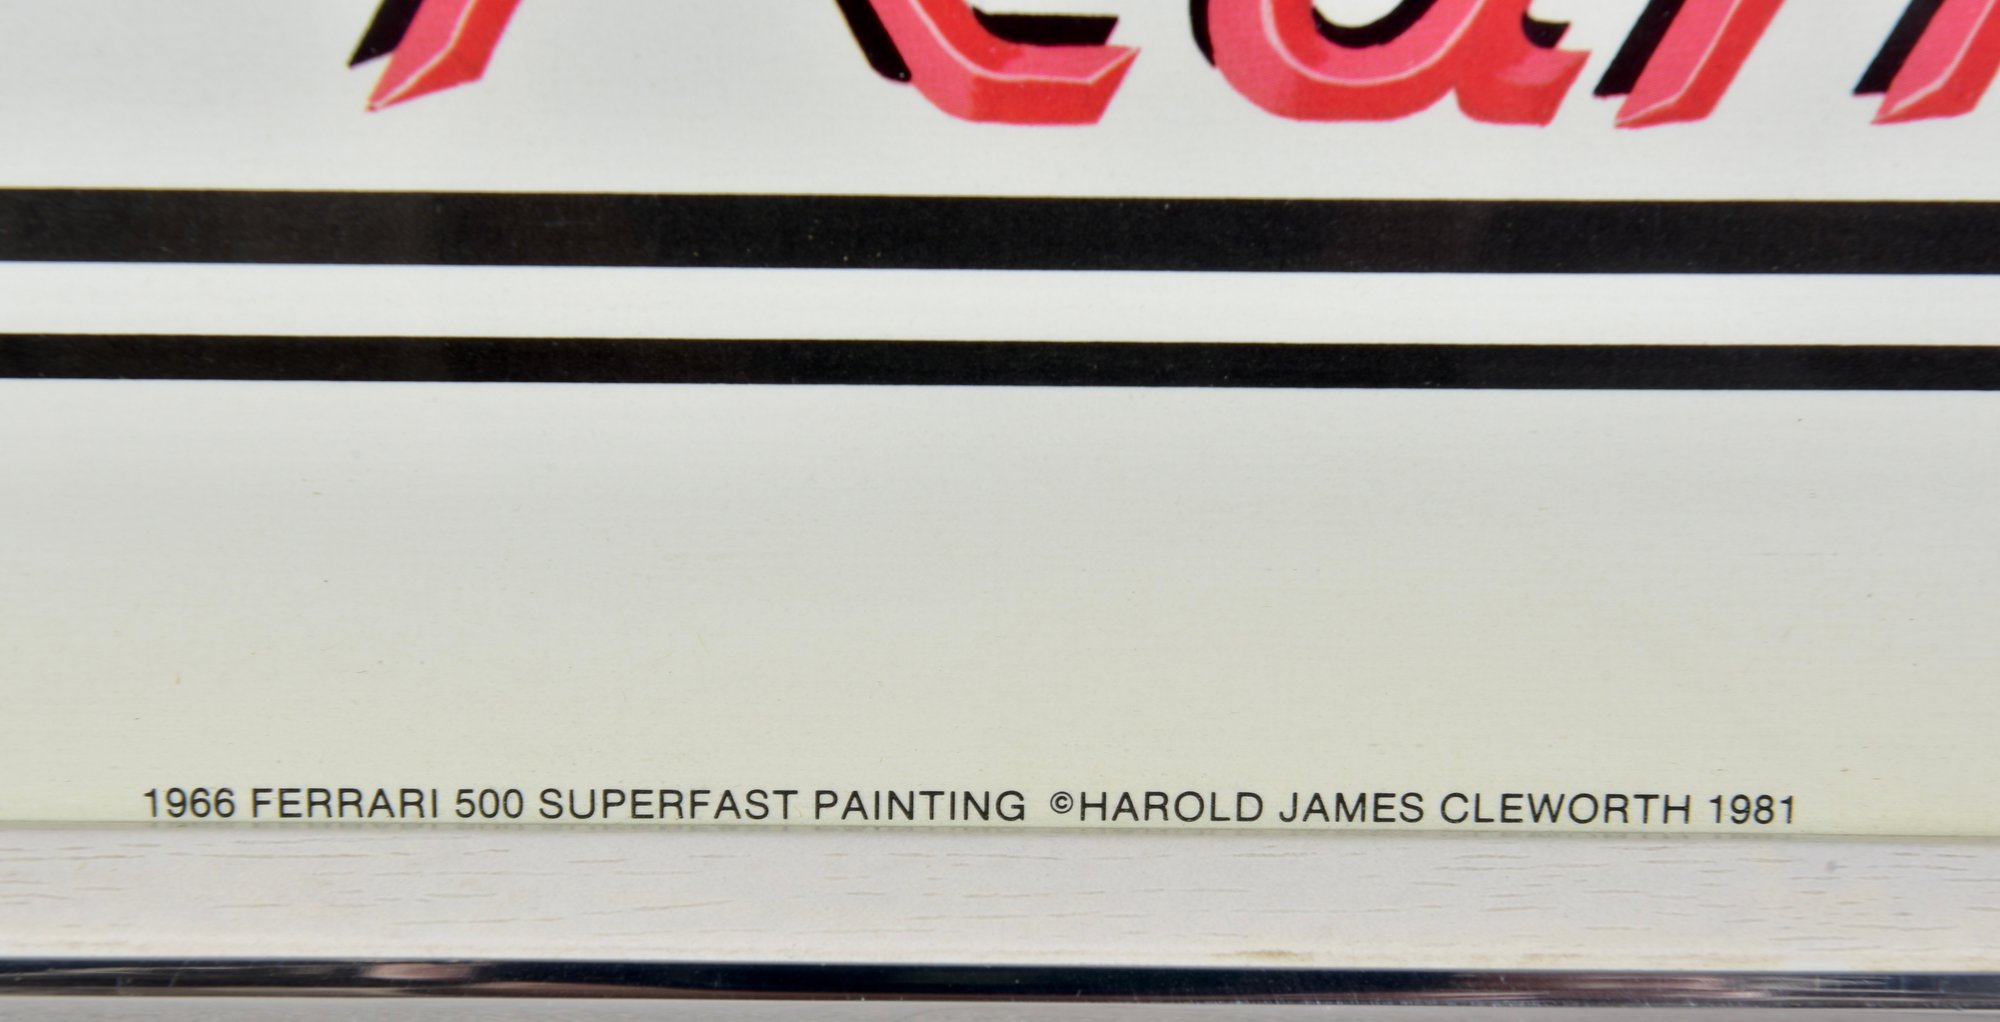 1966 FERRARI 500 SUPERFAST PAINTING ©HAROLD JAMES CLEWORTH 1981